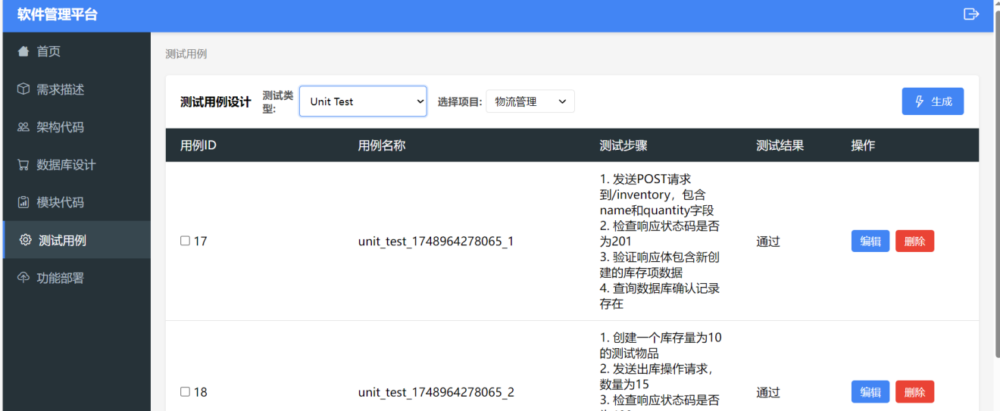 软件管理平台
首页
需求描述
架构代码
数据库设计
模块代码
测试用例
功能部署
测试用例
测试用例设计
测试类
型:
Unit Test
选择项目:
物流管理
生成
用例ID 用例名称 测试步骤 测试结果 操作
17
unit_test_1748964278065_1
1. 发送POST请求
到/inventory，包含
name和quantity字段
2. 检查响应状态码是否
为201
3. 验证响应体包含新创
建的库存项数据
4. 查询数据库确认记录
存在
通过
编辑 删除
18
unit_test_1748964278065_2
1. 创建一个库存量为10
的测试物品
2. 发送出库操作请求，
数量为15
3. 检查响应状态码是否
通过
编辑 删除